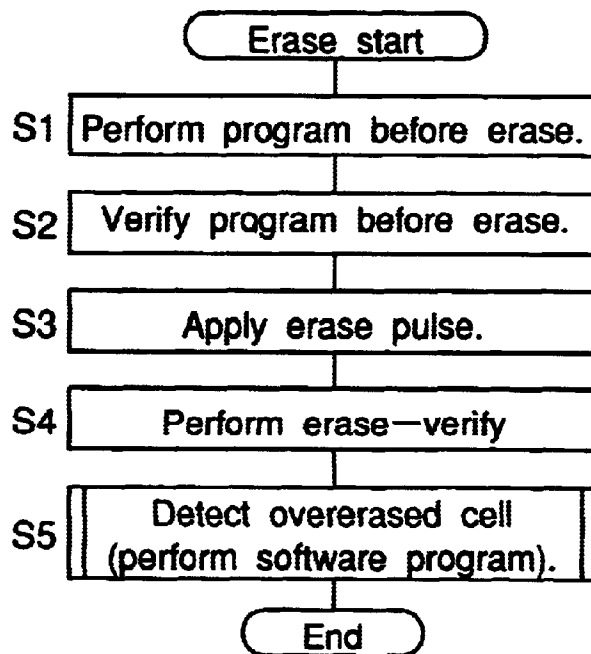 Erase start
S1 Perform program before erase.
S2 Verify program before erase.
S3 Apply erase pulse.
S4 Perform erase—verify
S5 Detect overerased cell
(perform software program).
End